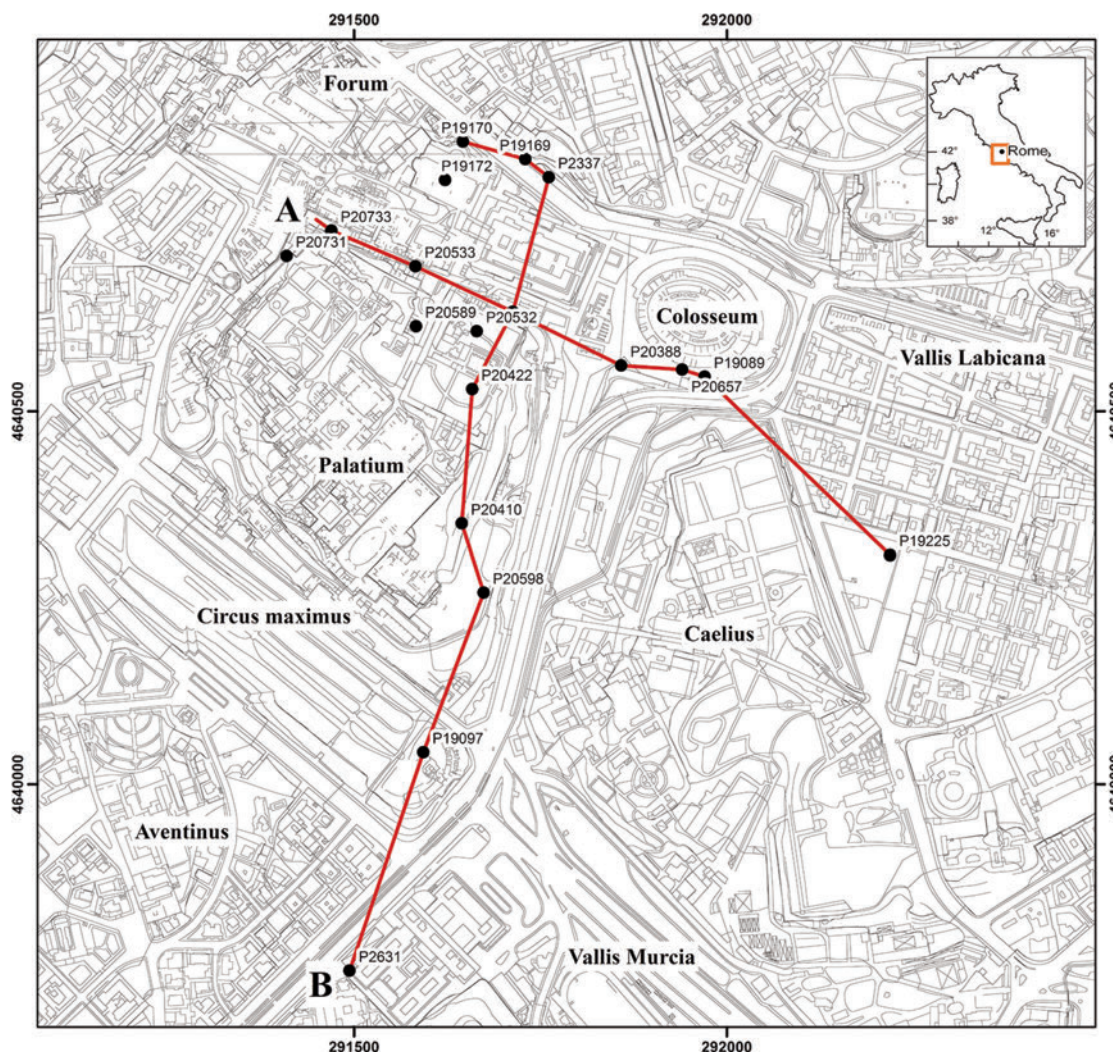 291500
292000
Forum
P19170
P19169
P19172
P2337
42°
Rome
38°
12°
16°
A
P20733
P20731
P20533
Colosseum
P20589
P20532
P20388
P19089
Vallis Labicana
P20422
P20657
4640500
4640500
Palatium
P20410
P19225
P20598
Circus maximus
Caelius
P19097
4640000
4640000
Aventinus
P2631
Vallis Murcia
B
291500
292000